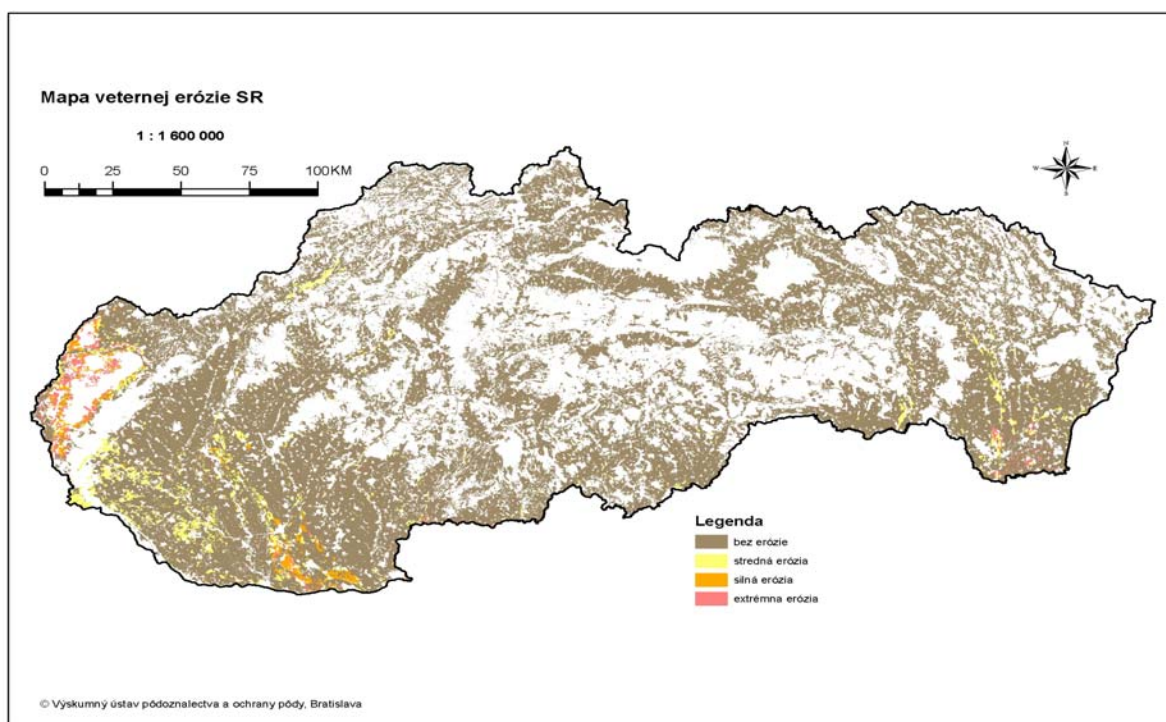 Mapa veternej erózie SR
1 : 1 600 000
0 25 50 75 100KM
N
W E
S
Legenda
bez erózie
stredná erózia
silná erózia
extrémna erózia
© Výskumný ústav pôdoznalectva a ochrany pôdy, Bratislava